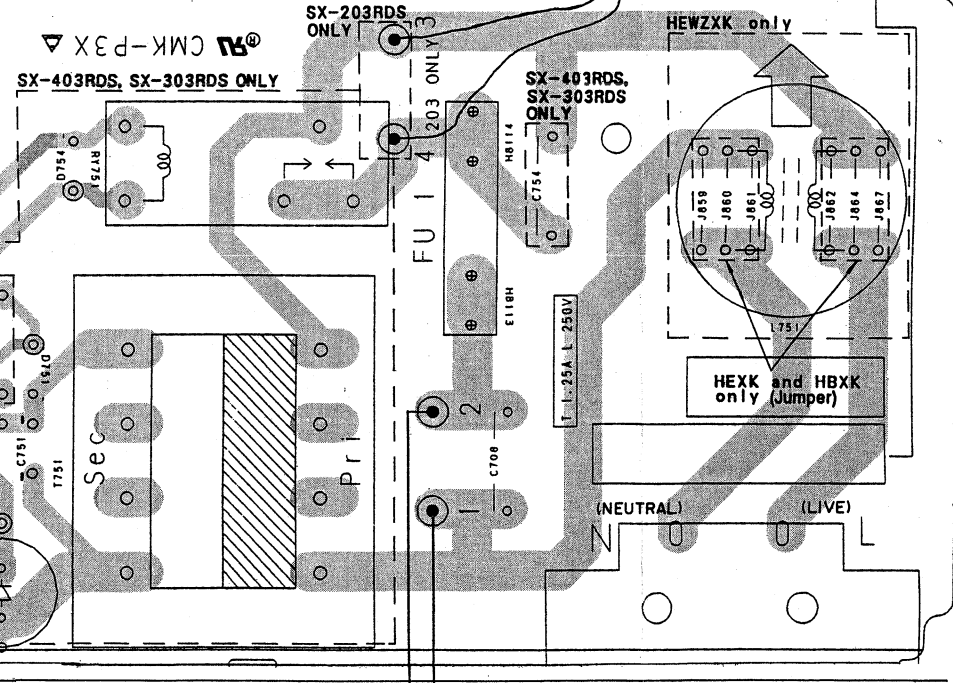 SX-203RDS
ONLY
3
203 ONLY
4
HEWZXK only
CMK-P3X
SX-403RDS, SX-303RDS ONLY
SX-403RDS,
SX-303RDS
ONLY
D754
RY751
FU 1
HB114
HB113
C754
J859
J860
J861
J862
J864
J867
L751
T 1.25A L 250V
HEXK and HBXK
only (Jumper)
D751
C751
T751
Sec
Pri
2
C708
1
(NEUTRAL)
(LIVE)
N
L